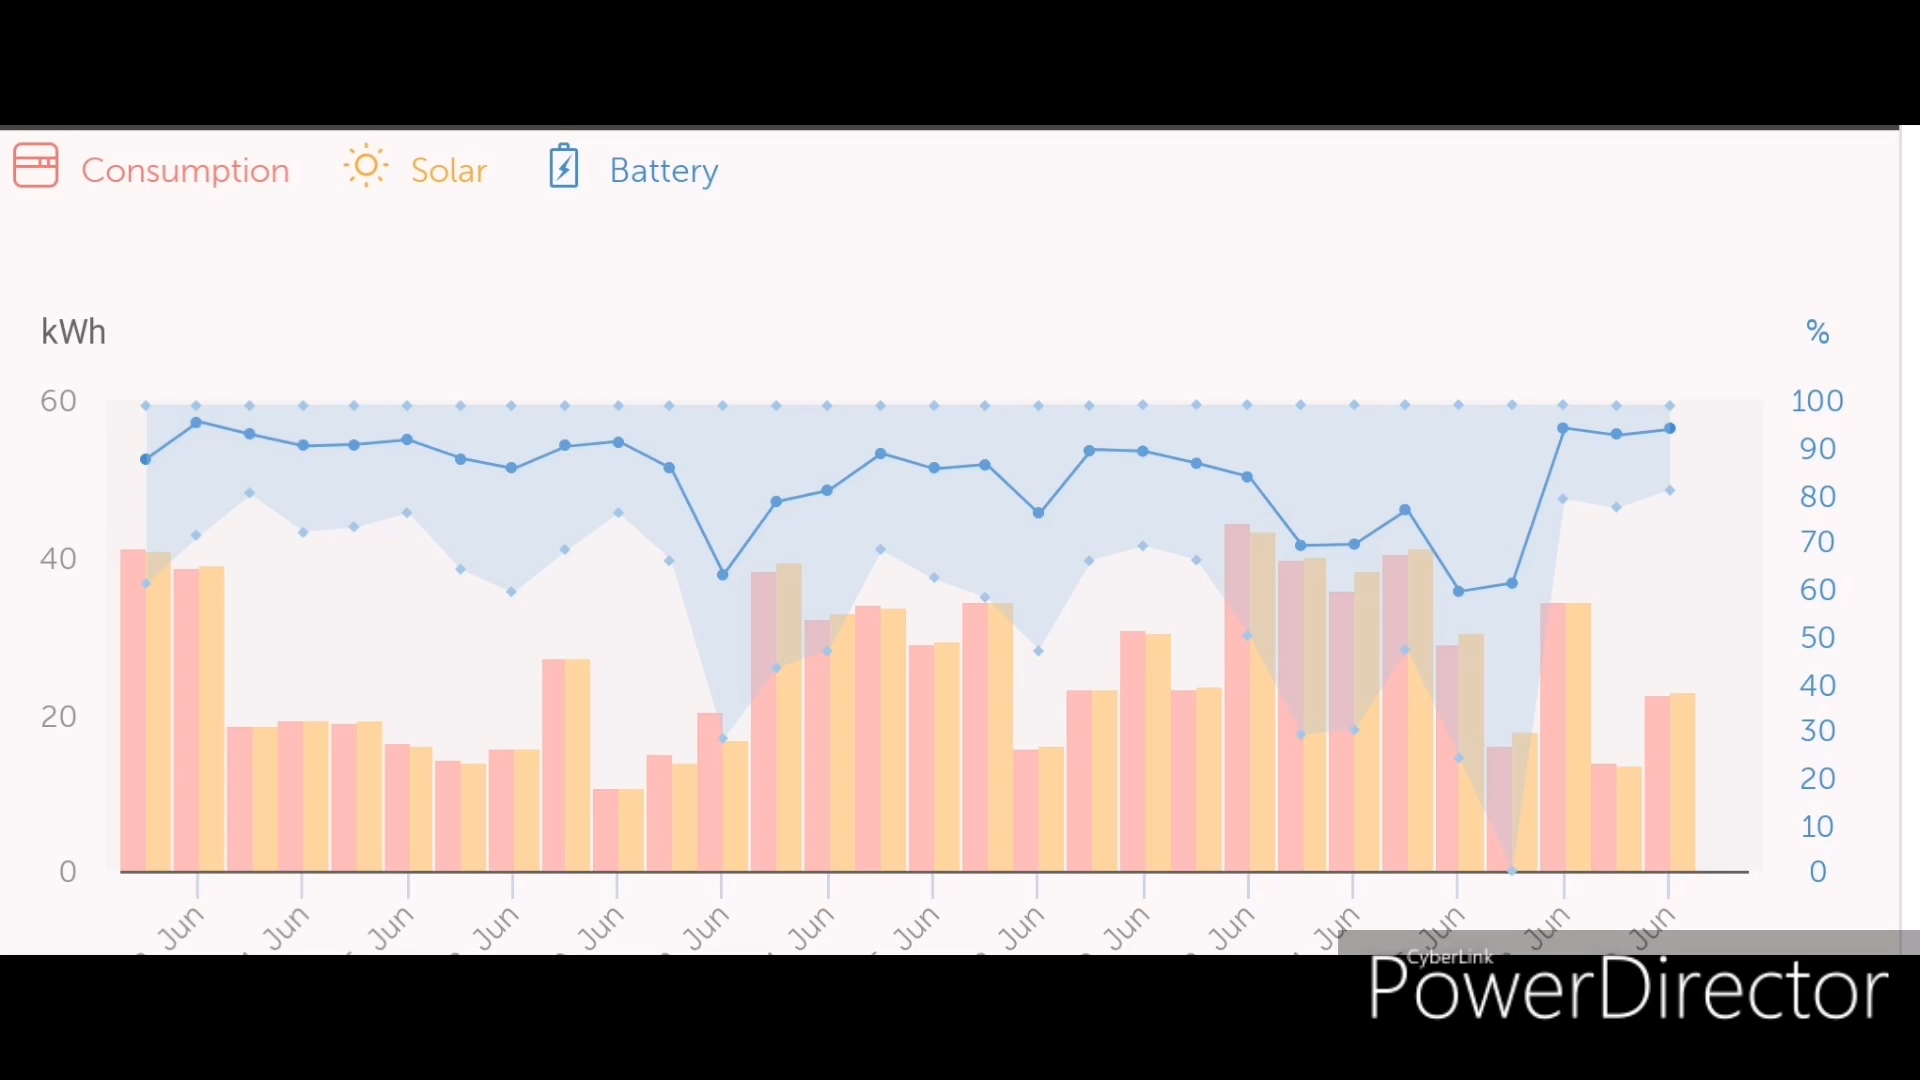 Consumption Solar Battery
kWh %
60 100
90
80
40 70
60
50
20 40
30
20
10
0 0
Jun Jun Jun Jun Jun Jun Jun Jun Jun Jun Jun Jun Jun Jun Jun
CyberLink
PowerDirector